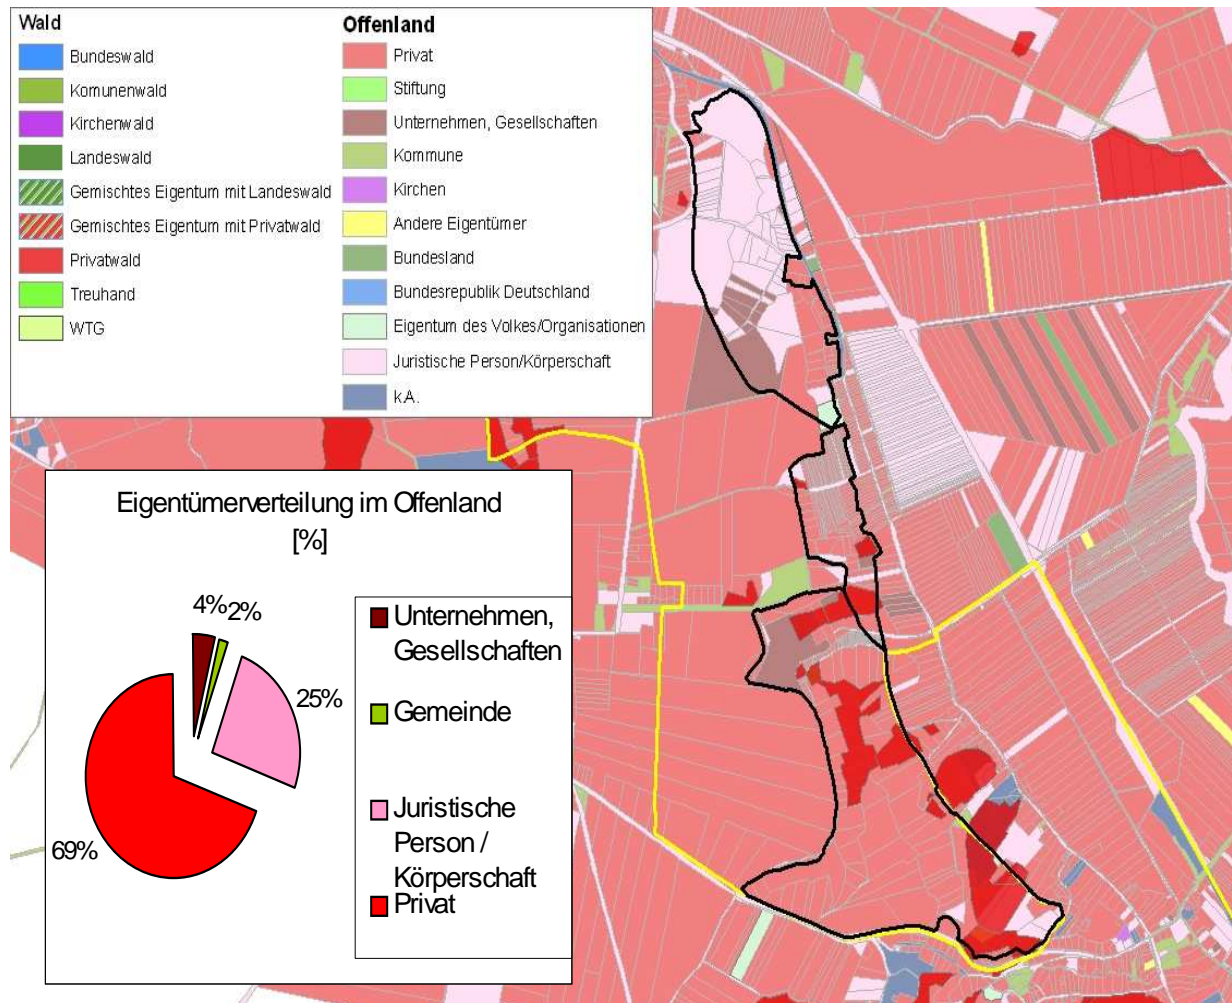 Wald
Bundeswald
Komunenwald
Kirchenwald
Landeswald
Gemischtes Eigentum mit Landeswald
Gemischtes Eigentum mit Privatwald
Privatwald
Treuhand
WTG
Offenland
Privat
Stiftung
Unternehmen, Gesellschaften
Kommune
Kirchen
Andere Eigentümer
Bundesland
Bundesrepublik Deutschland
Eigentum des Volkes/Organisationen
Juristische Person/Körperschaft
k.A.
Eigentümerverteilung im Offenland
[%]
4%
2%
25%
69%
Unternehmen,
Gesellschaften
Gemeinde
Juristische
Person /
Körperschaft
Privat